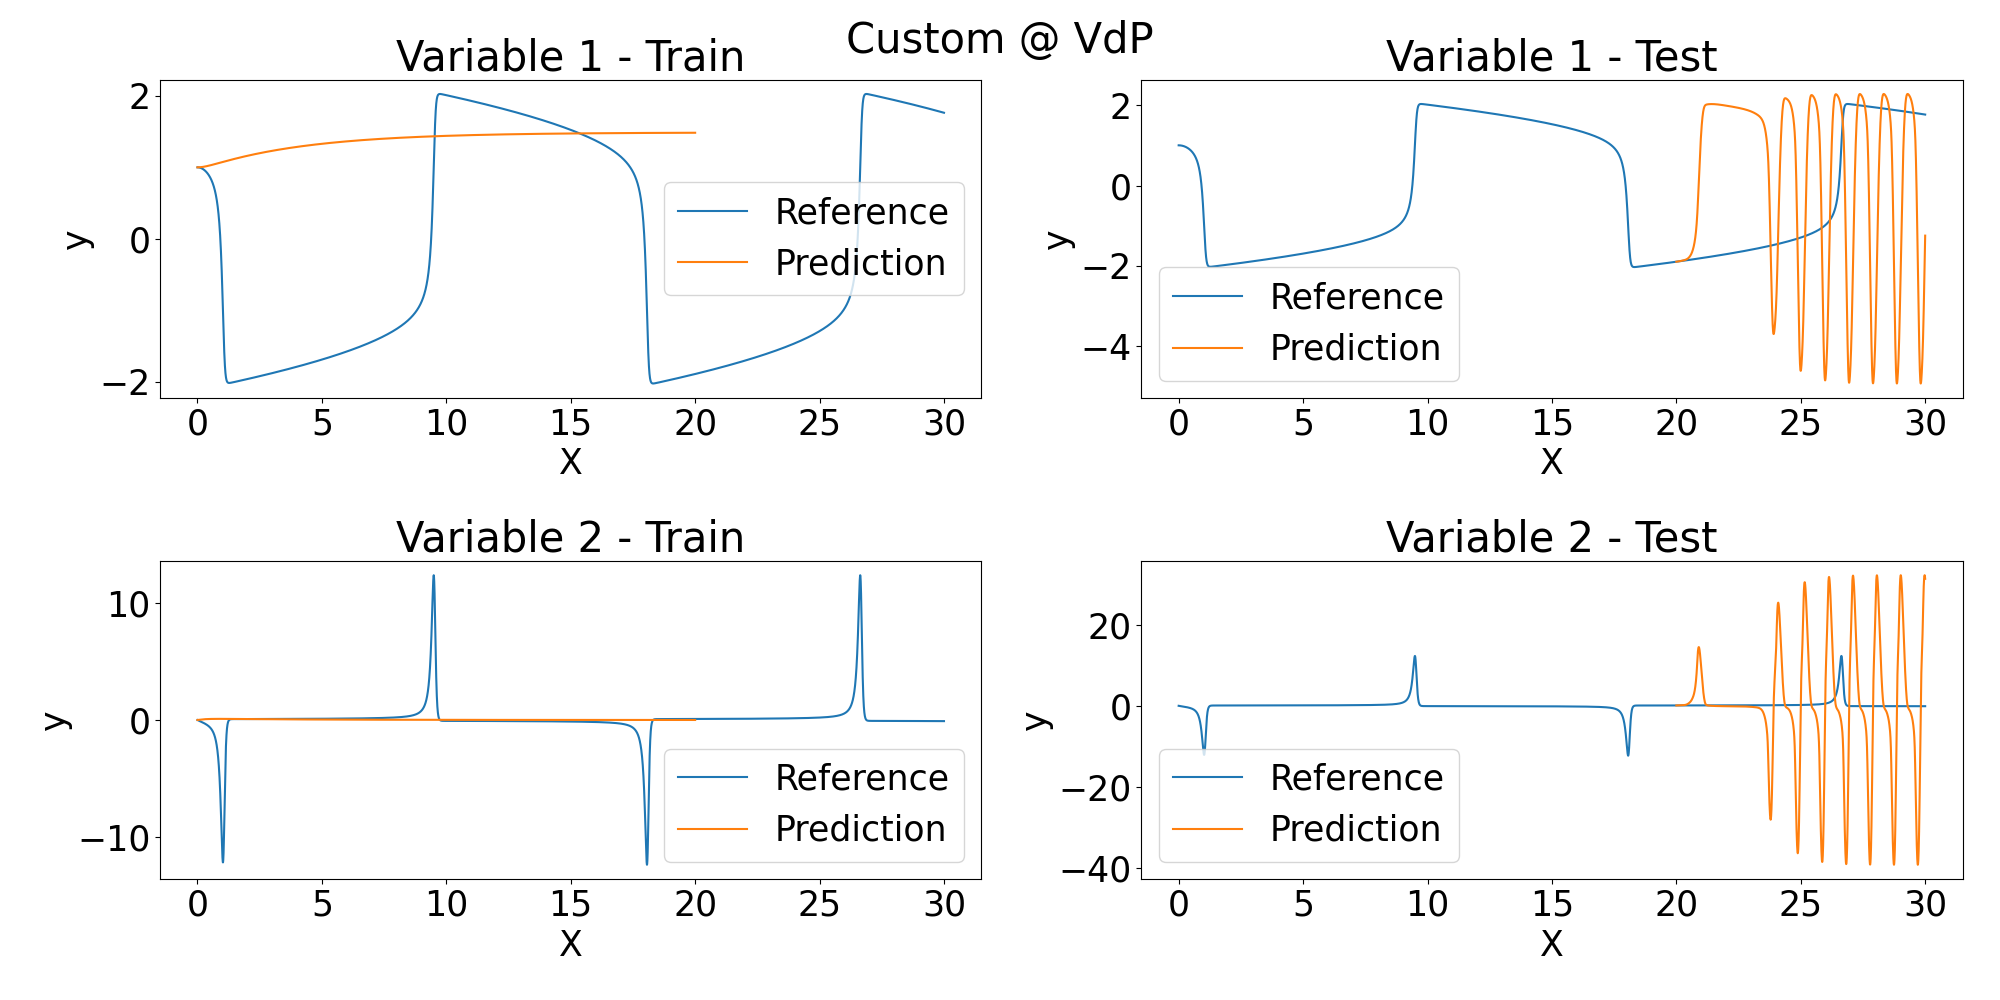 Custom @ VdP
Variable 1 - Train
2
0
−2
y
0 5 10 15 20 25 30
X
Reference
Prediction
Variable 1 - Test
2
0
−2
−4
y
0 5 10 15 20 25 30
X
Reference
Prediction
Variable 2 - Train
10
0
−10
y
0 5 10 15 20 25 30
X
Reference
Prediction
Variable 2 - Test
20
0
−20
−40
y
0 5 10 15 20 25 30
X
Reference
Prediction